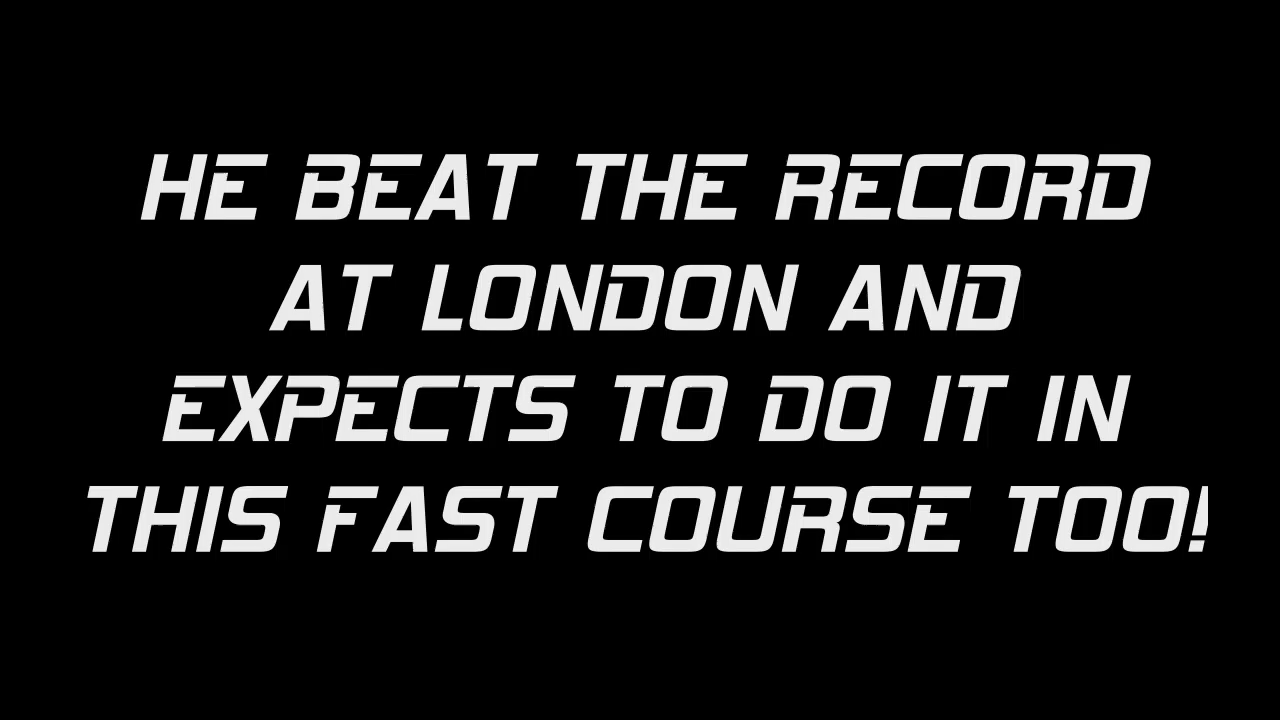 HE BEAT THE RECORD
AT LONDON AND
EXPECTS TO DO IT IN
THIS FAST COURSE TOO!